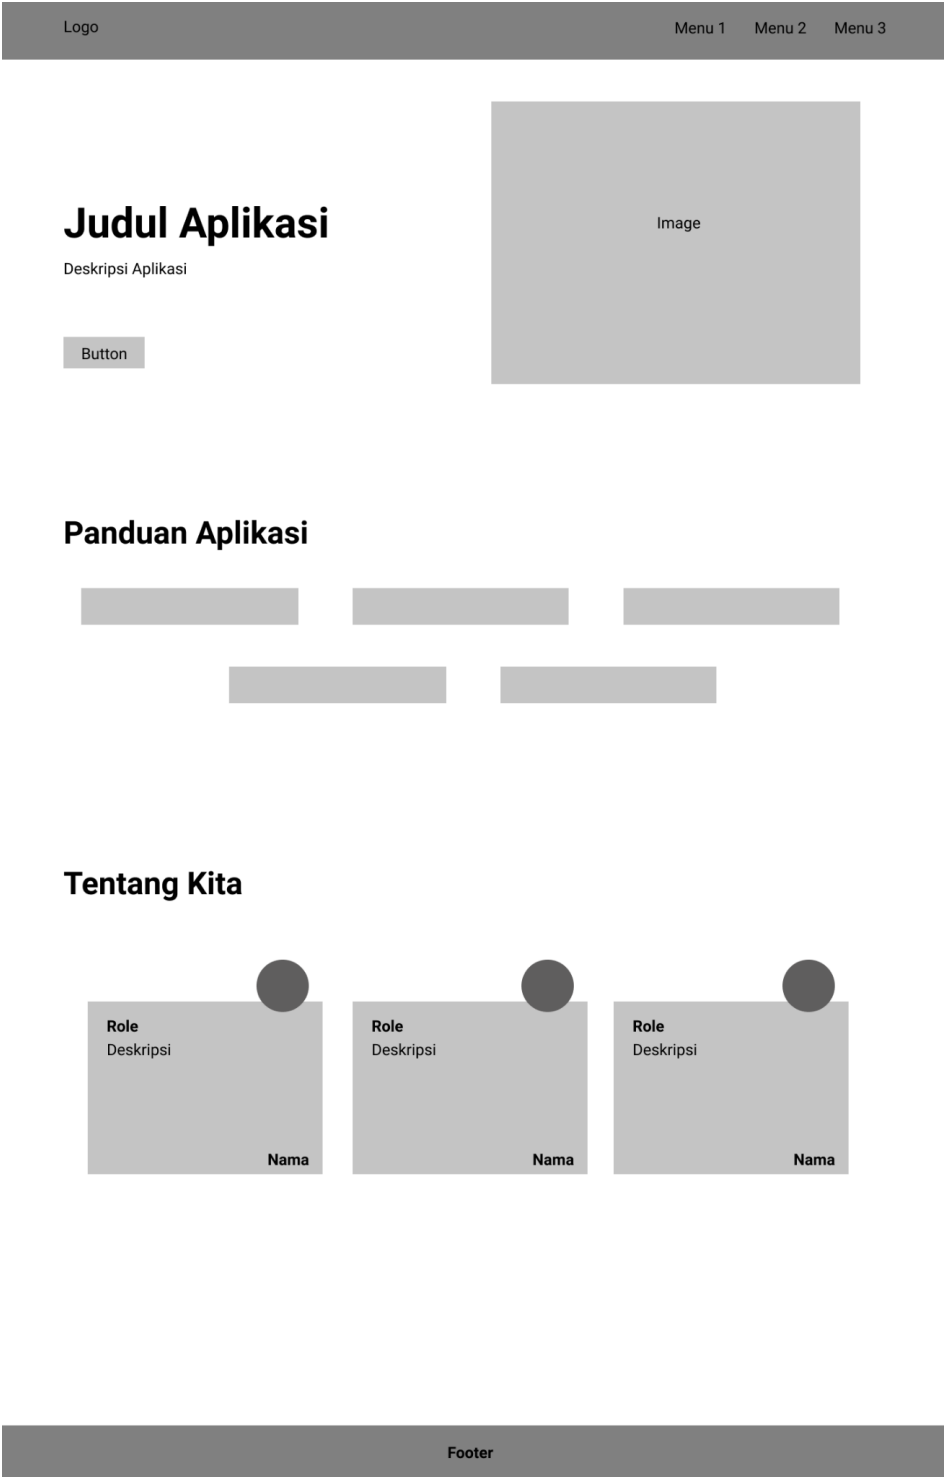 Logo
Menu 1 Menu 2 Menu 3
Judul Aplikasi
Deskripsi Aplikasi
Button
Image
Panduan Aplikasi
Tentang Kita
Role
Deskripsi
Nama
Role
Deskripsi
Nama
Role
Deskripsi
Nama
Footer